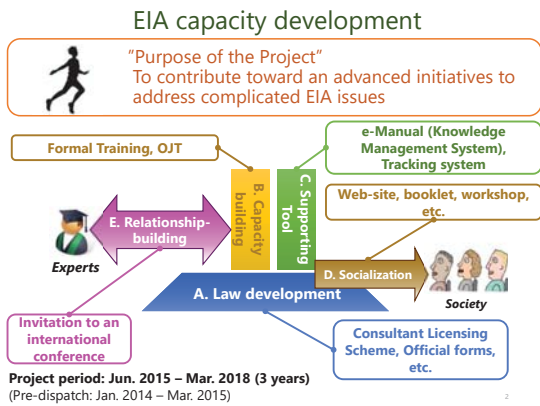 EIA capacity development
”Purpose of the Project”
To contribute toward an advanced initiatives to
address complicated EIA issues
Formal Training, OJT
e-Manual (Knowledge
Management System),
Tracking system
B. Capacity
building
C. Supporting
Tool
Web-site, booklet, workshop,
etc.
E. Relationship-
building
Experts
D. Socialization
Society
A. Law development
Invitation to an
international
conference
Consultant Licensing
Scheme, Official forms,
etc.
Project period: Jun. 2015 – Mar. 2018 (3 years)
(Pre-dispatch: Jan. 2014 – Mar. 2015)
2